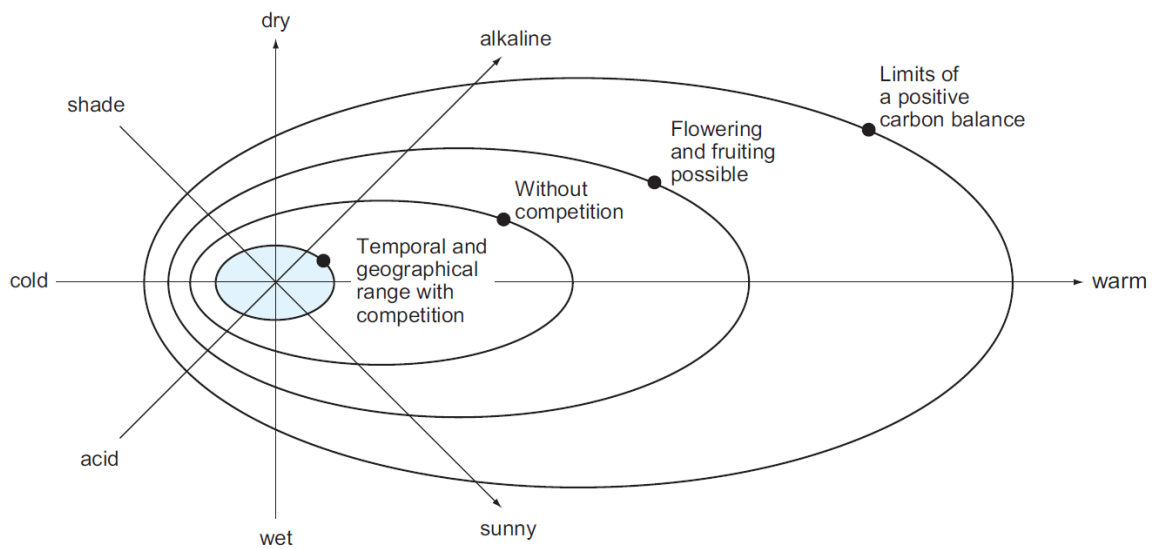 dry
alkaline
shade
Limits of
a positive
carbon balance
Flowering
and fruiting
possible
Without
competition
Temporal and
geographical
range with
competition
cold
warm
acid
wet
sunny